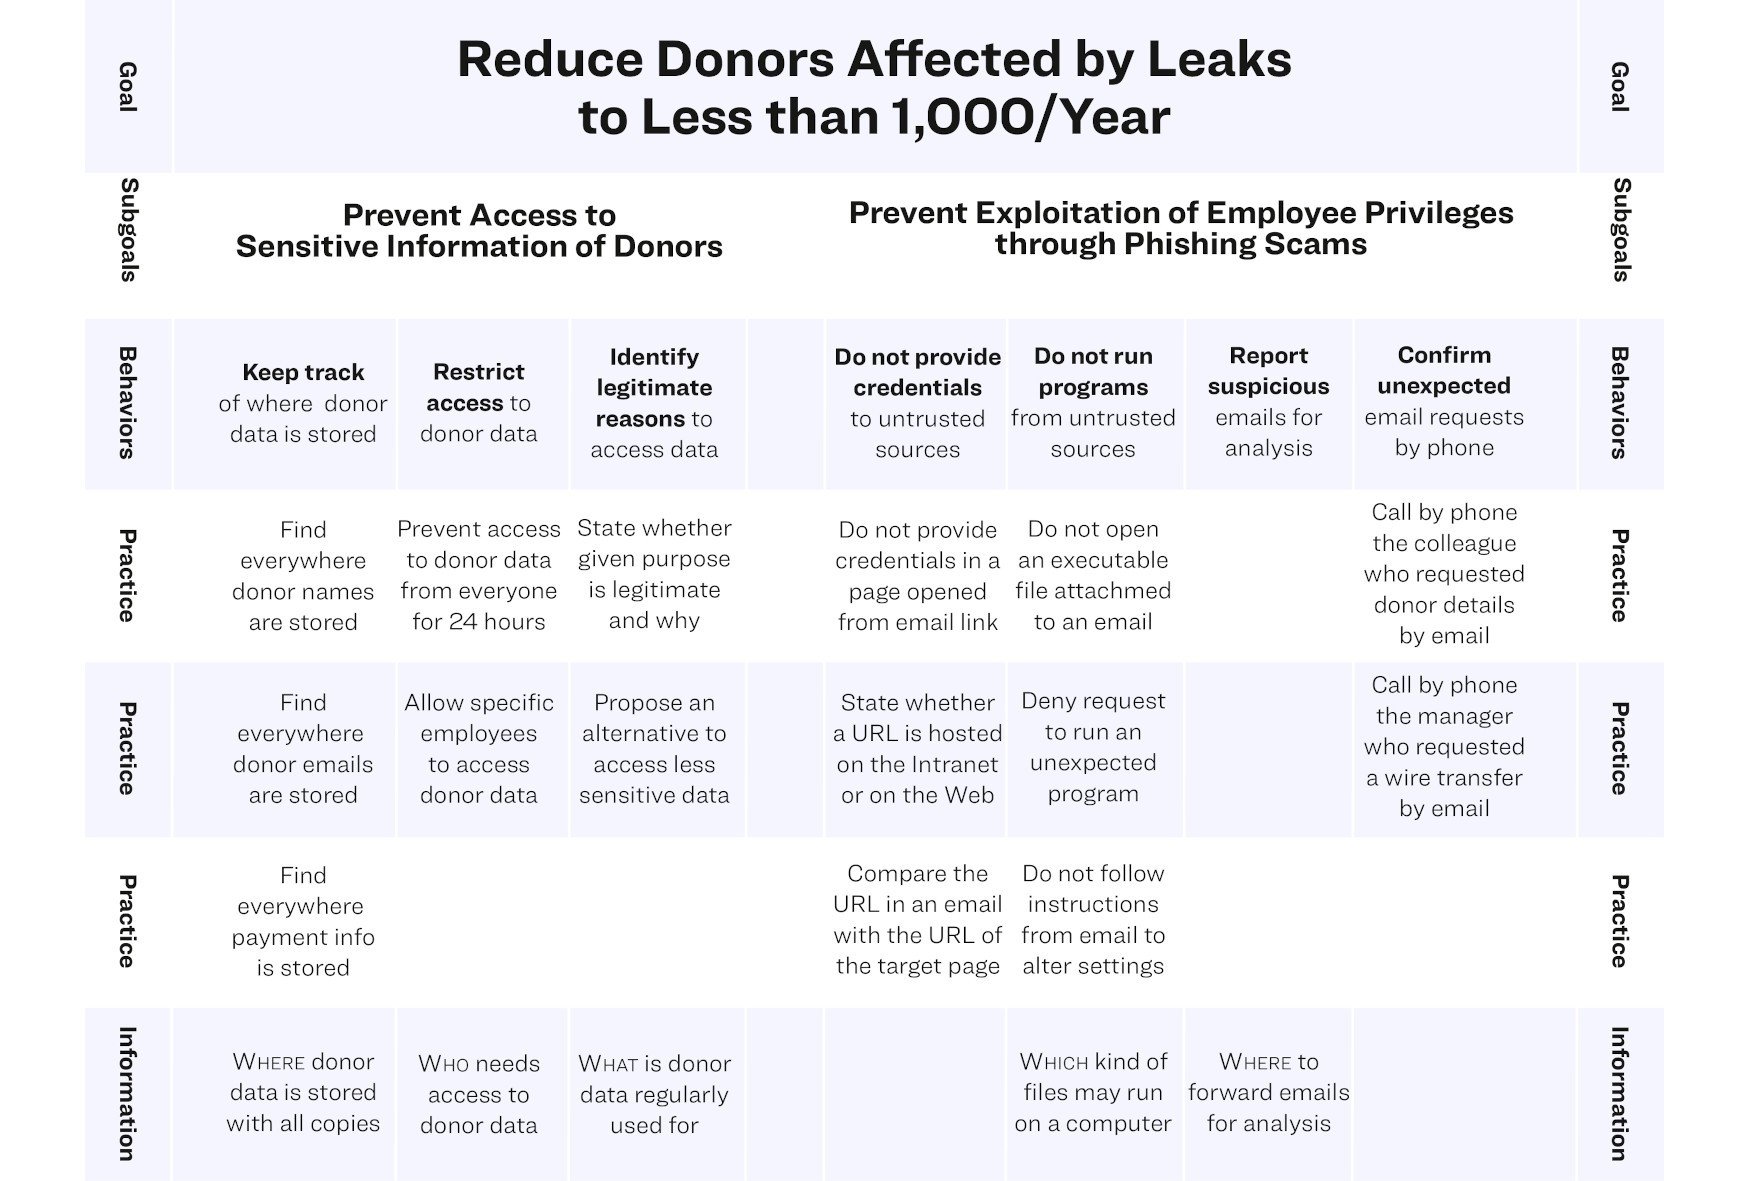 Goal
Reduce Donors Affected by Leaks
to Less than 1,000/Year
Goal
Subgoals
Prevent Access to
Sensitive Information of Donors
Prevent Exploitation of Employee Privileges
through Phishing Scams
Subgoals
Behaviors
Keep track
of where donor
data is stored
Restrict
access to
donor data
Identify
legitimate
reasons to
access data
Do not provide
credentials
to untrusted
sources
Do not run
programs
from untrusted
sources
Report
suspicious
emails for
analysis
Confirm
unexpected
email requests
by phone
Behaviors
Practice
Find
everywhere
donor names
are stored
Prevent access
to donor data
from everyone
for 24 hours
State whether
given purpose
is legitimate
and why
Do not provide
credentials in a
page opened
from email link
Do not open
an executable
file attachmed
to an email
Call by phone
the colleague
who requested
donor details
by email
Practice
Practice
Find
everywhere
donor emails
are stored
Allow specific
employees
to access
donor data
Propose an
alternative to
access less
sensitive data
State whether
a URL is hosted
on the Intranet
or on the Web
Deny request
to run an
unexpected
program
Call by phone
the manager
who requested
a wire transfer
by email
Practice
Practice
Find
everywhere
payment info
is stored
Compare the
URL in an email
with the URL of
the target page
Do not follow
instructions
from email to
alter settings
Practice
Information
WHERE donor
data is stored
with all copies
WHO needs
access to
donor data
WHAT is donor
data regularly
used for
WHICH kind of
files may run
on a computer
WHERE to
forward emails
for analysis
Information